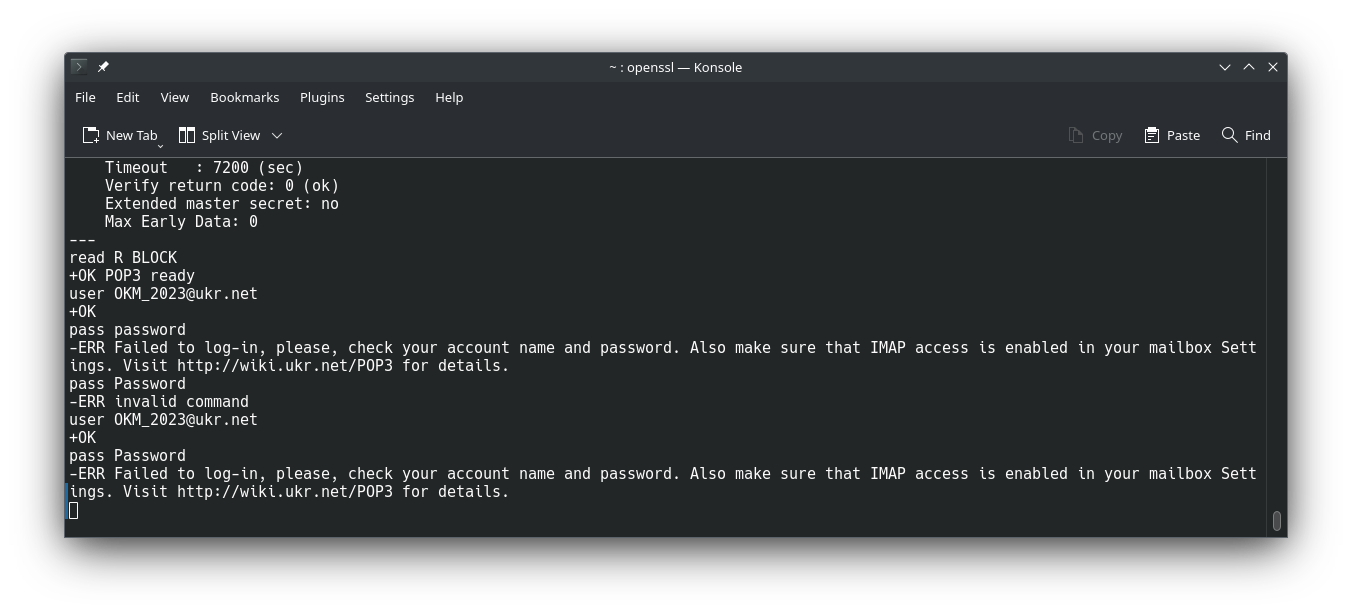 ~ : openssl — Konsole
File Edit View Bookmarks Plugins Settings Help
New Tab Split View Copy Paste Find
Timeout   : 7200 (sec)
Verify return code: 0 (ok)
Extended master secret: no
Max Early Data: 0
---
read R BLOCK
+OK POP3 ready
user OKM_2023@ukr.net
+OK
pass password
-ERR Failed to log-in, please, check your account name and password. Also make sure that IMAP access is enabled in your mailbox Sett
ings. Visit http://wiki.ukr.net/POP3 for details.
pass Password
-ERR invalid command
user OKM_2023@ukr.net
+OK
pass Password
-ERR Failed to log-in, please, check your account name and password. Also make sure that IMAP access is enabled in your mailbox Sett
ings. Visit http://wiki.ukr.net/POP3 for details.